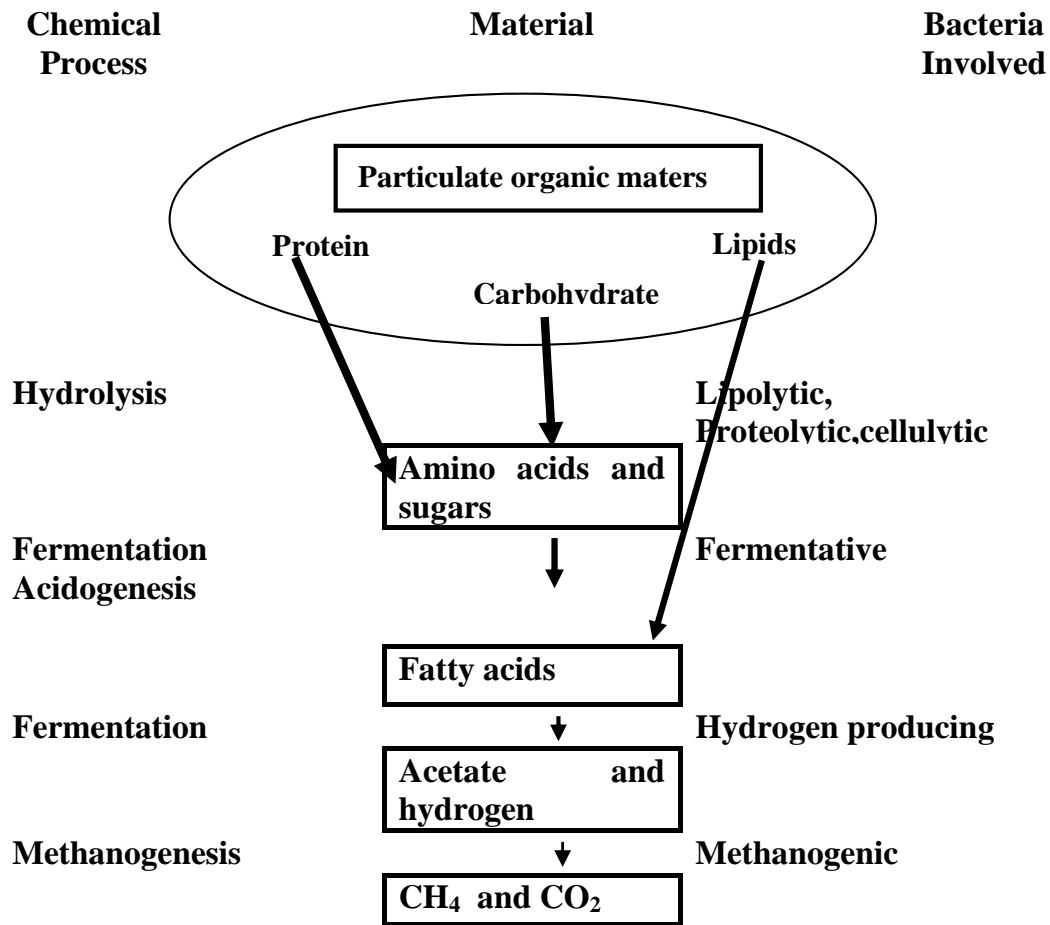 Chemical Process
Material
Bacteria Involved
Particulate organic maters
Protein
Lipids
Carbohydrate
Hydrolysis
Lipolytic,
Proteolytic,cellulytic
Amino acids and
sugars
Fermentation
Acidogenesis
Fermentative
Fatty acids
Fermentation
Hydrogen producing
Acetate and
hydrogen
Methanogenesis
Methanogenic
CH₄ and CO₂